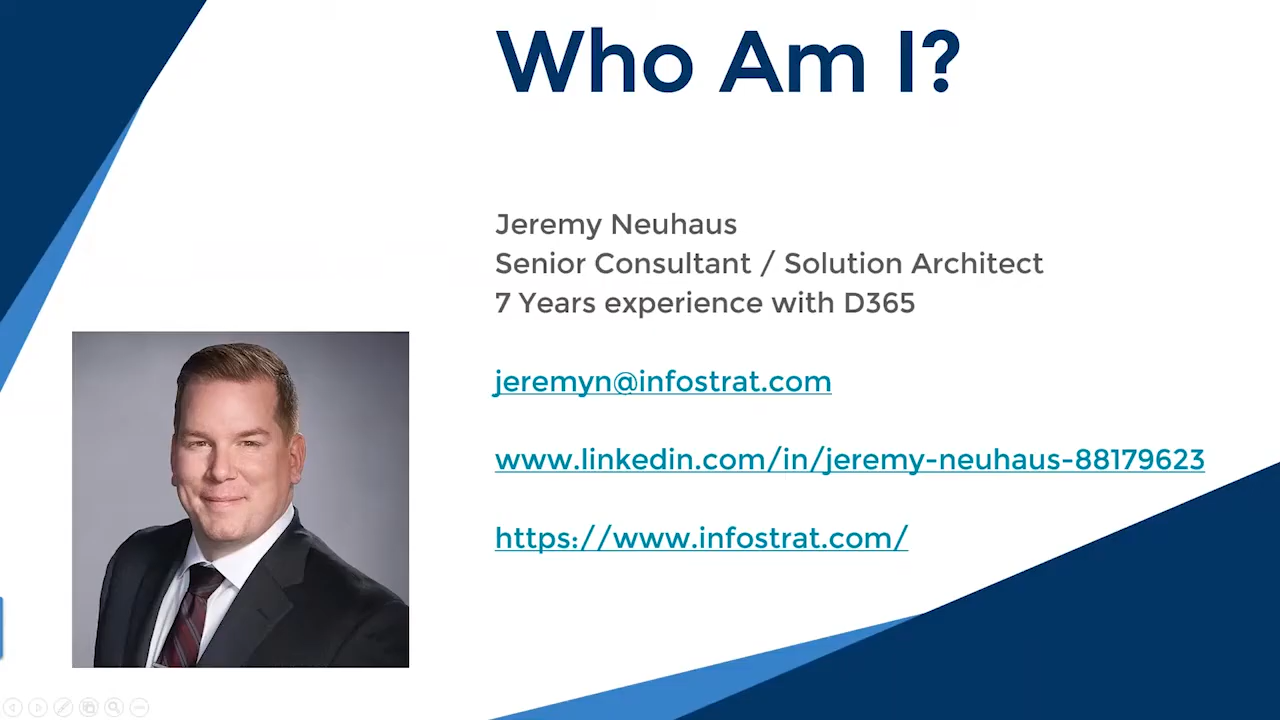 Who Am I?
Jeremy Neuhaus
Senior Consultant / Solution Architect
7 Years experience with D365
jeremyn@infostrat.com
www.linkedin.com/in/jeremy-neuhaus-88179623
https://www.infostrat.com/